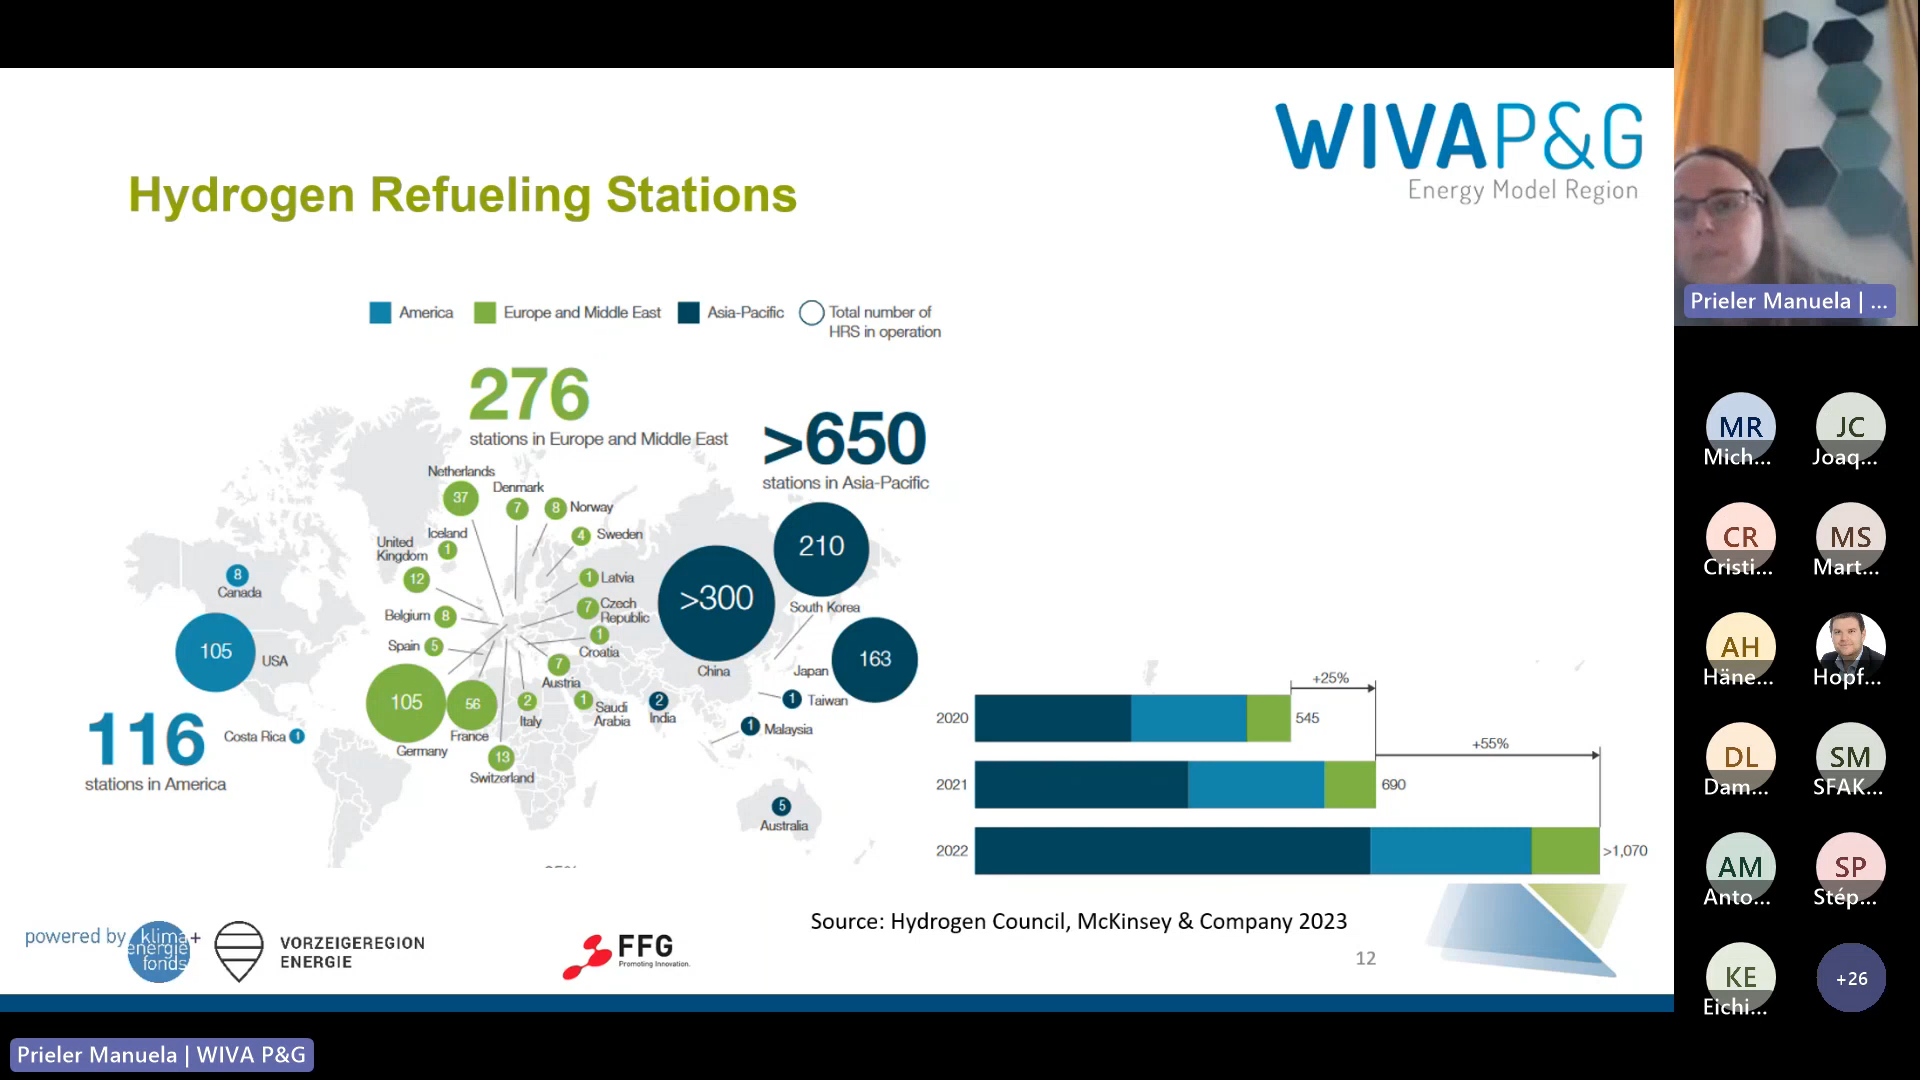 WIVAP&G
Energy Model Region
Hydrogen Refueling Stations
America
Europe and Middle East
Asia-Pacific
Total number of
HRS in operation
276
stations in Europe and Middle East
>650
stations in Asia-Pacific
Netherlands
37
Denmark
7
8
Norway
Iceland
1
4
Sweden
United
Kingdom
12
1
Latvia
Belgium
8
7
Czech
Republic
Spain
5
1
Croatia
105
Germany
56
France
7
Austria
2
Italy
1
Saudi
Arabia
13
Switzerland
8
Canada
105
USA
116
stations in America
Costa Rica
1
>300
China
210
South Korea
163
Japan
2
India
1
Taiwan
1
Malaysia
5
Australia
+25%
2020
545
+55%
2021
690
2022
>1,070
Source: Hydrogen Council, McKinsey & Company 2023
12
powered by
klima+
energie
fonds
VORZEIGEREGION
ENERGIE
FFG
Promoting Innovation.
Prieler Manuela | WIVA P&G
Prieler Manuela | ...
MR
Mich...
JC
Joaq...
CR
Cristi...
MS
Mart...
AH
Häne...
Hopf...
DL
Dam...
SM
SFAK...
AM
Anto...
SP
Stép...
KE
Eichi...
+26